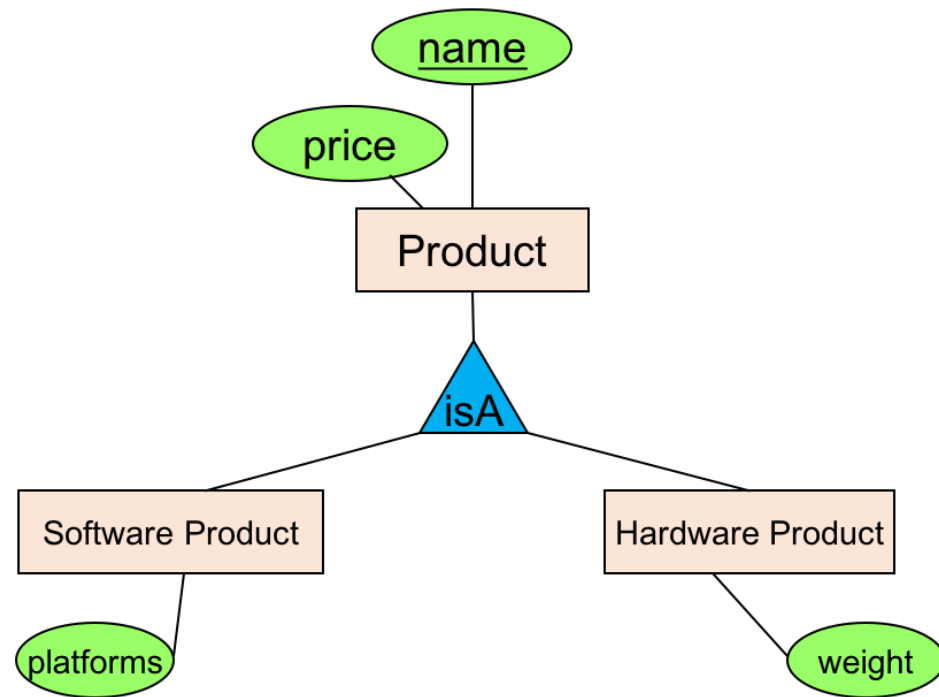 name
price
Product
isA
Software Product
Hardware Product
platforms
weight